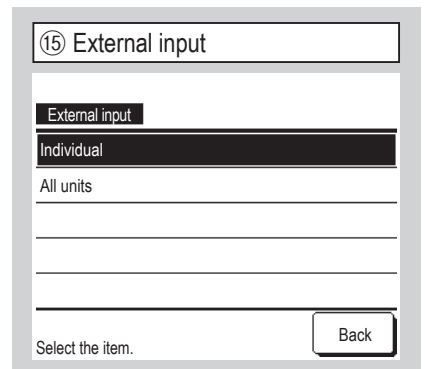 ⑮ External input
External input
Individual
All units
Select the item.
Back